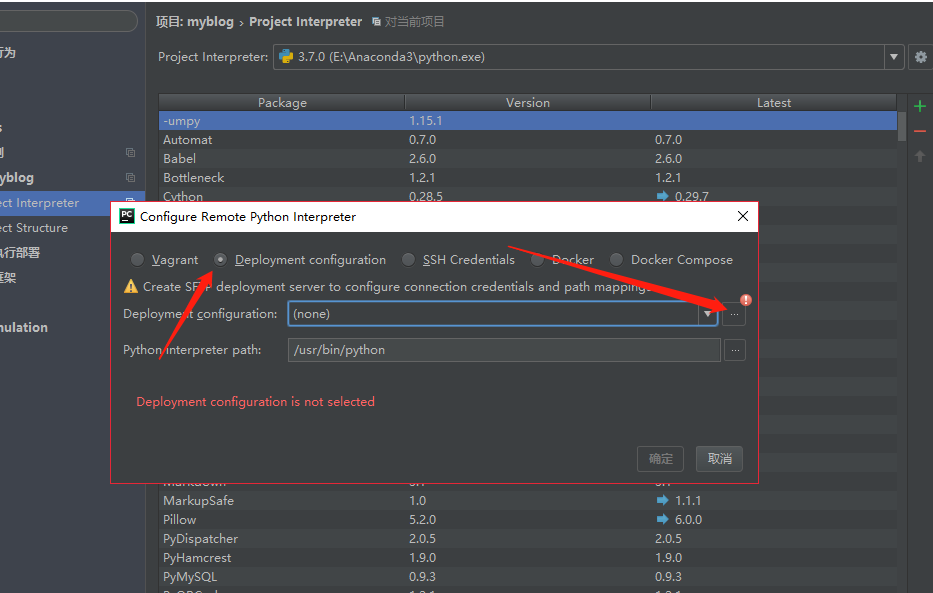 项目: myblog › Project Interpreter 对当前项目
行为
Project Interpreter: 3.7.0 (E:\Anaconda3\python.exe)
Package Version Latest
-umpy 1.15.1
Automat 0.7.0 0.7.0
Babel 2.6.0 2.6.0
Bottleneck 1.2.1 1.2.1
yblog
Cython 0.28.5 0.29.7
ect Interpreter
ect Structure
执行部署
框架
nulation
PC Configure Remote Python Interpreter
Vagrant Deployment configuration SSH Credentials Docker Docker Compose
Create SFTP deployment server to configure connection credentials and path mappings
Deployment configuration: (none) ...
Python interpreter path: /usr/bin/python ...
Deployment configuration is not selected
确定 取消
MarkupSafe 1.0 1.1.1
Pillow 5.2.0 6.0.0
PyDispatcher 2.0.5 2.0.5
PyHamcrest 1.9.0 1.9.0
PyMySQL 0.9.3 0.9.3